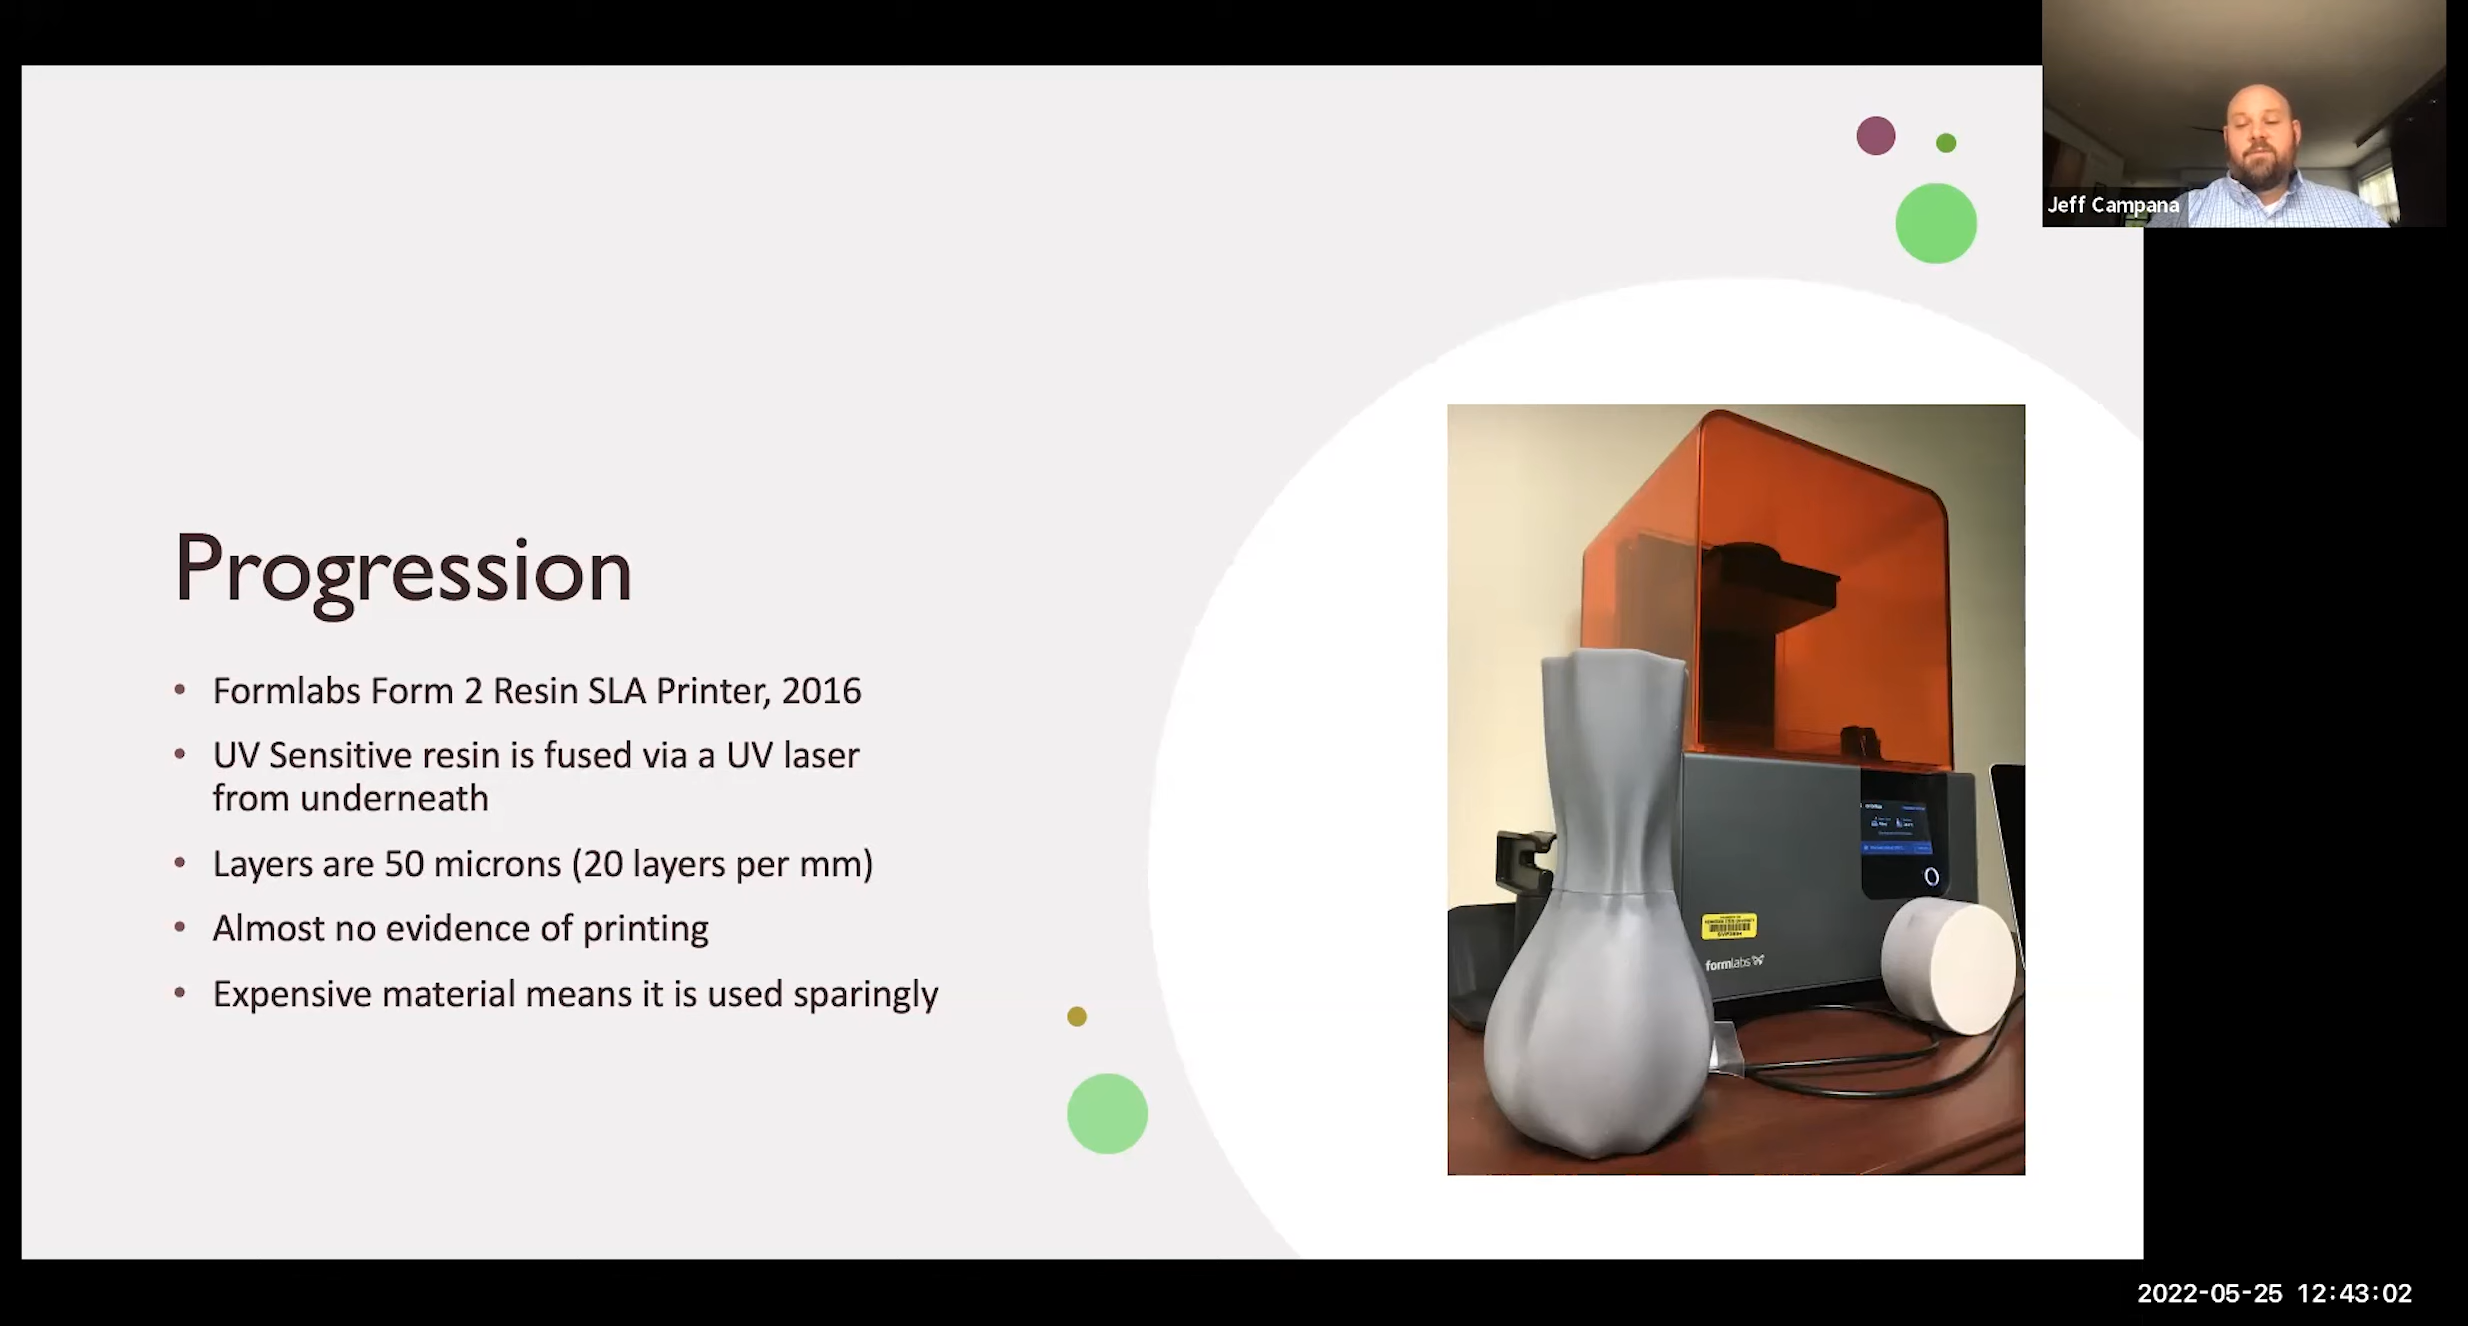 Jeff Campana
Progression
• Formlabs Form 2 Resin SLA Printer, 2016
• UV Sensitive resin is fused via a UV laser
from underneath
• Layers are 50 microns (20 layers per mm)
• Almost no evidence of printing
• Expensive material means it is used sparingly
formlabs
2022-05-25 12:43:02